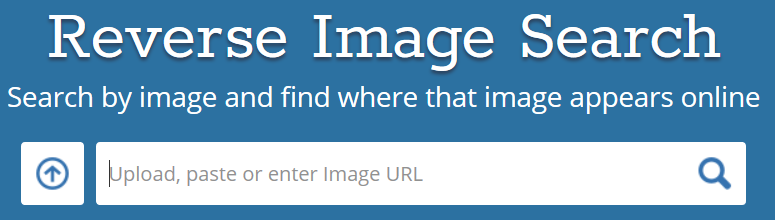 Reverse Image Search
Search by image and find where that image appears online
Upload, paste or enter Image URL